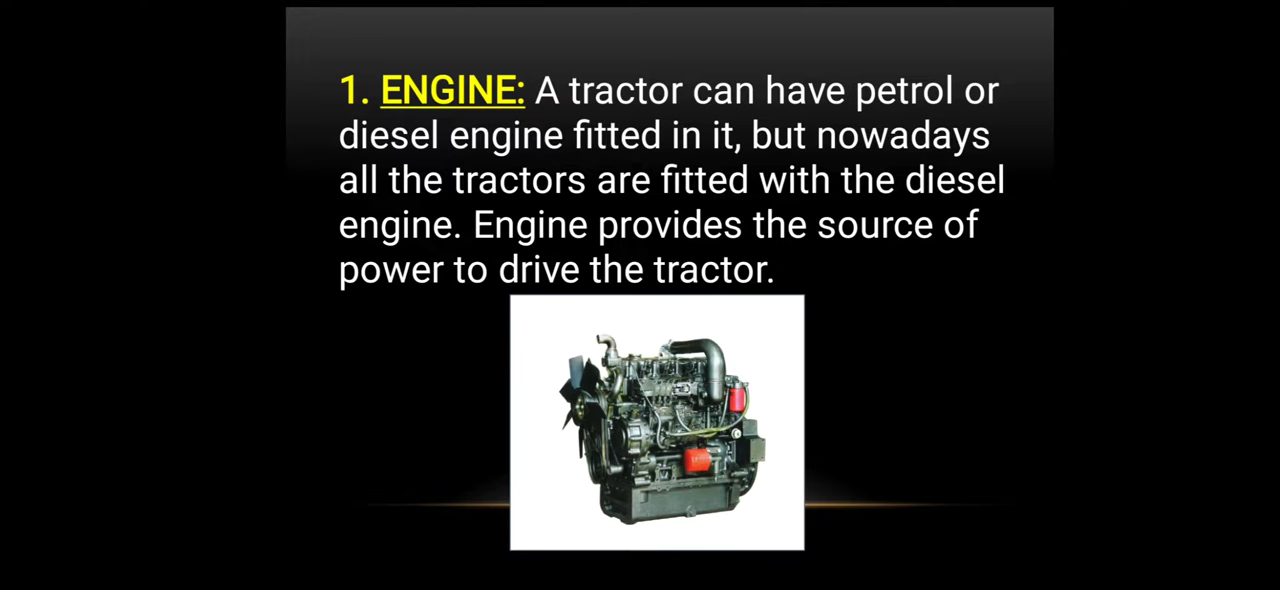 1. ENGINE: A tractor can have petrol or
diesel engine fitted in it, but nowadays
all the tractors are fitted with the diesel
engine. Engine provides the source of
power to drive the tractor.